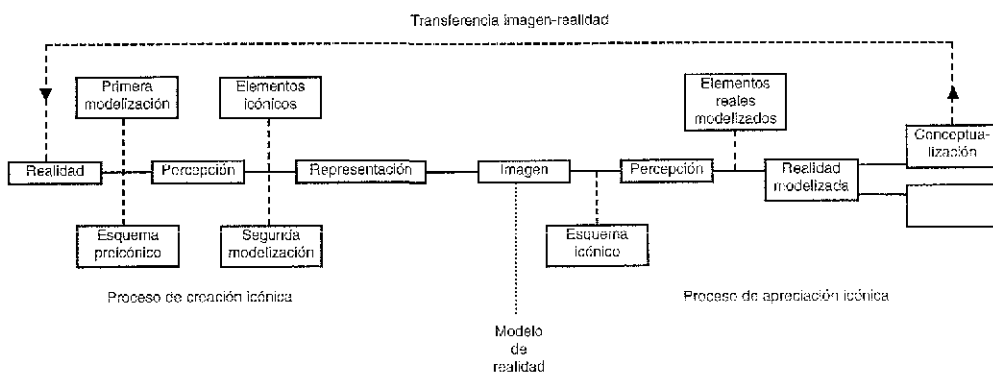 Transferencia imagen-realidad
Primera
modelización
Elementos
icónicos
Elementos
reales
modelizados
Conceptua-
lización
Realidad
Percepción
Representación
Imagen
Percepción
Realidad
modelizada
Esquema
preicónico
Segunda
modelización
Esquema
icónico
Proceso de creación icónica
Proceso de apreciación icónica
Modelo
de
realidad